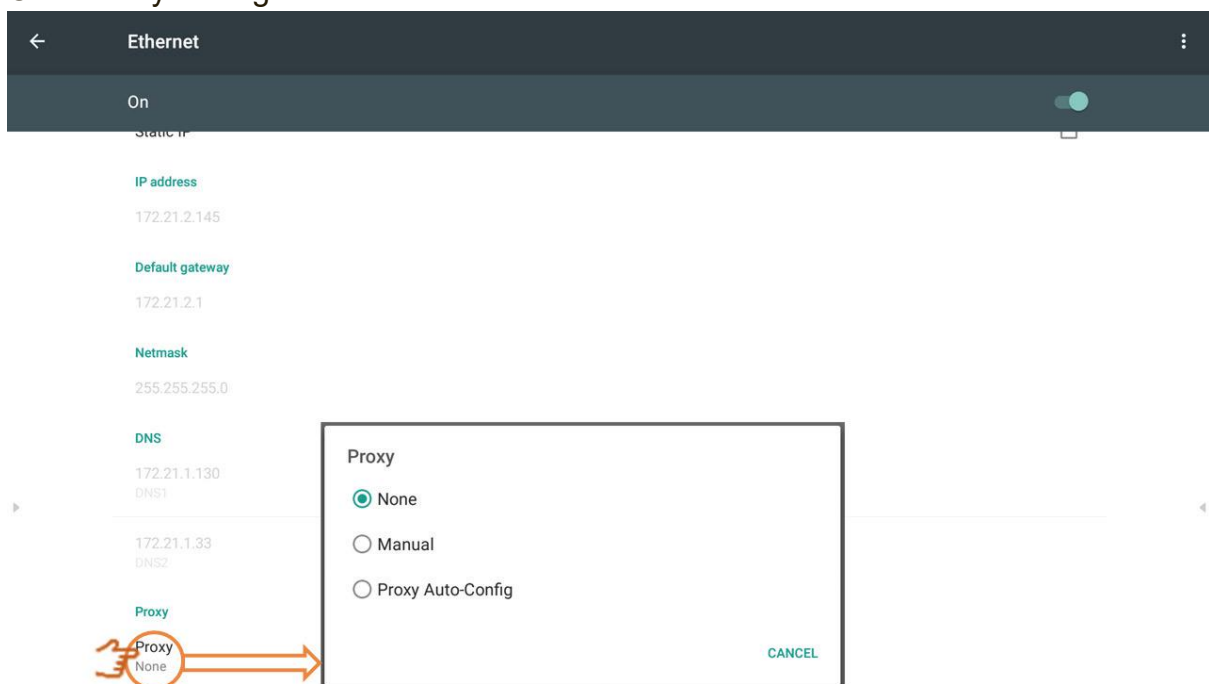 Ethernet
On
Static IP
IP address
172.21.2.145
Default gateway
172.21.2.1
Netmask
255.255.255.0
DNS
172.21.1.130
DNS1
172.21.1.33
DNS2
Proxy
Proxy
None
Proxy
None
Manual
Proxy Auto-Config
CANCEL